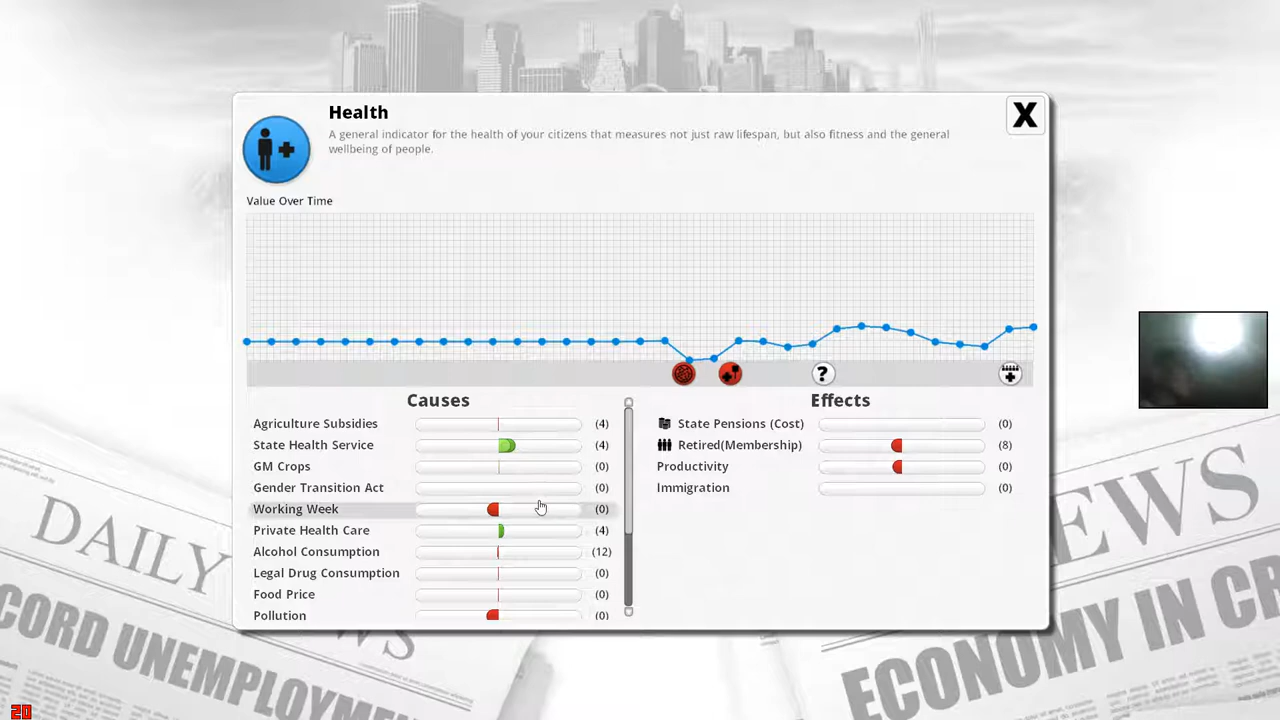 Health
X
A general indicator for the health of your citizens that measures not just raw lifespan, but also fitness and the general
wellbeing of people.
Value Over Time
?
Causes
Agriculture Subsidies (4)
State Health Service (4)
GM Crops (0)
Gender Transition Act (0)
Working Week (0)
Private Health Care (4)
Alcohol Consumption (12)
Legal Drug Consumption (0)
Food Price (0)
Pollution (0)
Effects
State Pensions (Cost) (0)
Retired(Membership) (8)
Productivity (0)
Immigration (0)
DAILY
NEWS
CORD UNEMPLOYM
ECONOMY IN CR
20